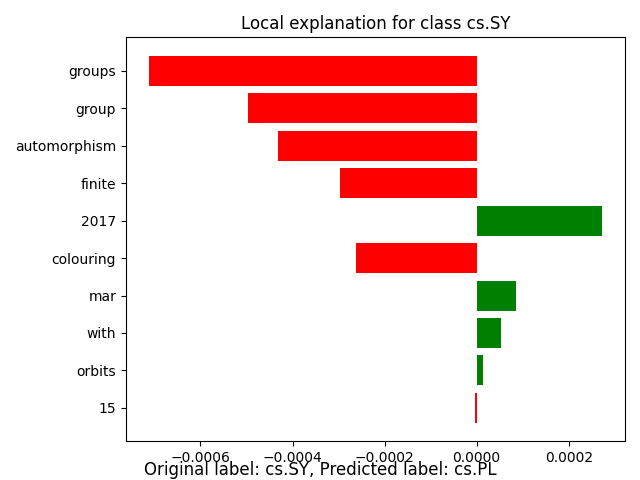 Local explanation for class cs.SY
groups
group
automorphism
finite
2017
colouring
mar
with
orbits
15
−0.0006 −0.0004 −0.0002 0.0000 0.0002
Original label: cs.SY, Predicted label: cs.PL